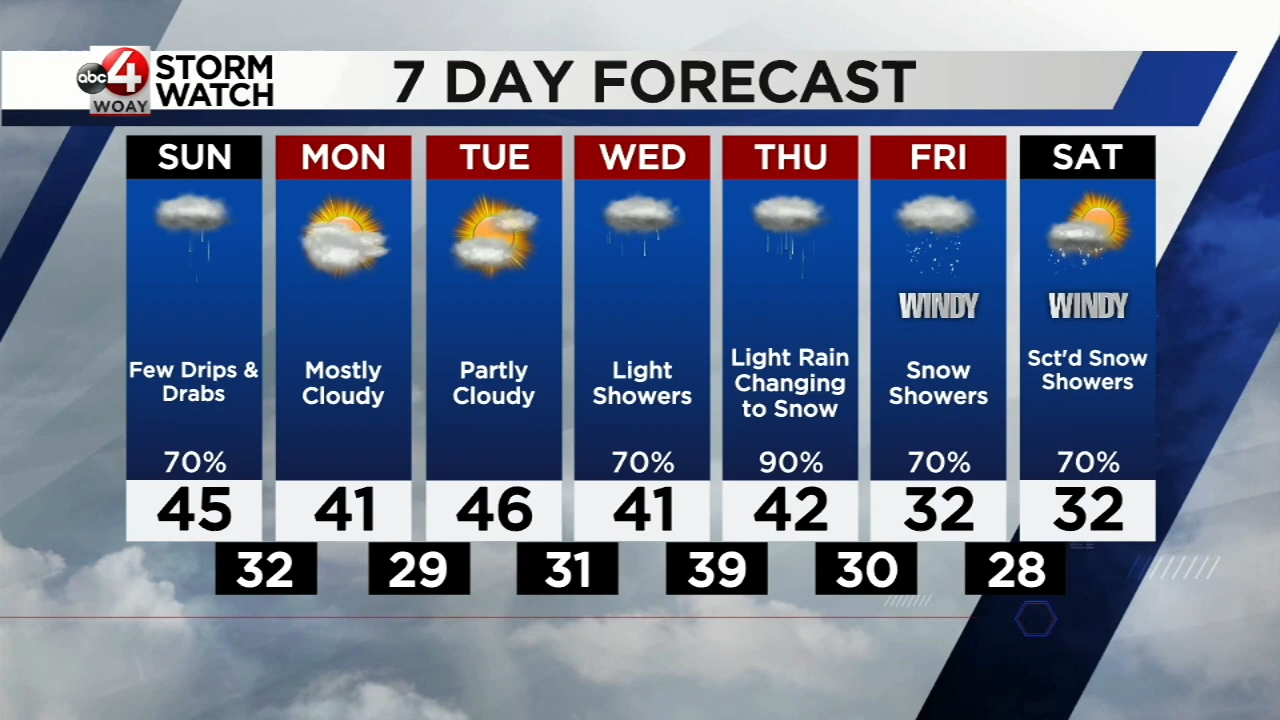 abc 4
WOAY
STORM
WATCH
7 DAY FORECAST
SUN
Few Drips &
Drabs
70%
45
32
MON
Mostly
Cloudy
41
29
TUE
Partly
Cloudy
46
31
WED
Light
Showers
70%
41
39
THU
Light Rain
Changing
to Snow
90%
42
30
FRI
WINDY
Snow
Showers
70%
32
28
SAT
WINDY
Sct'd Snow
Showers
70%
32